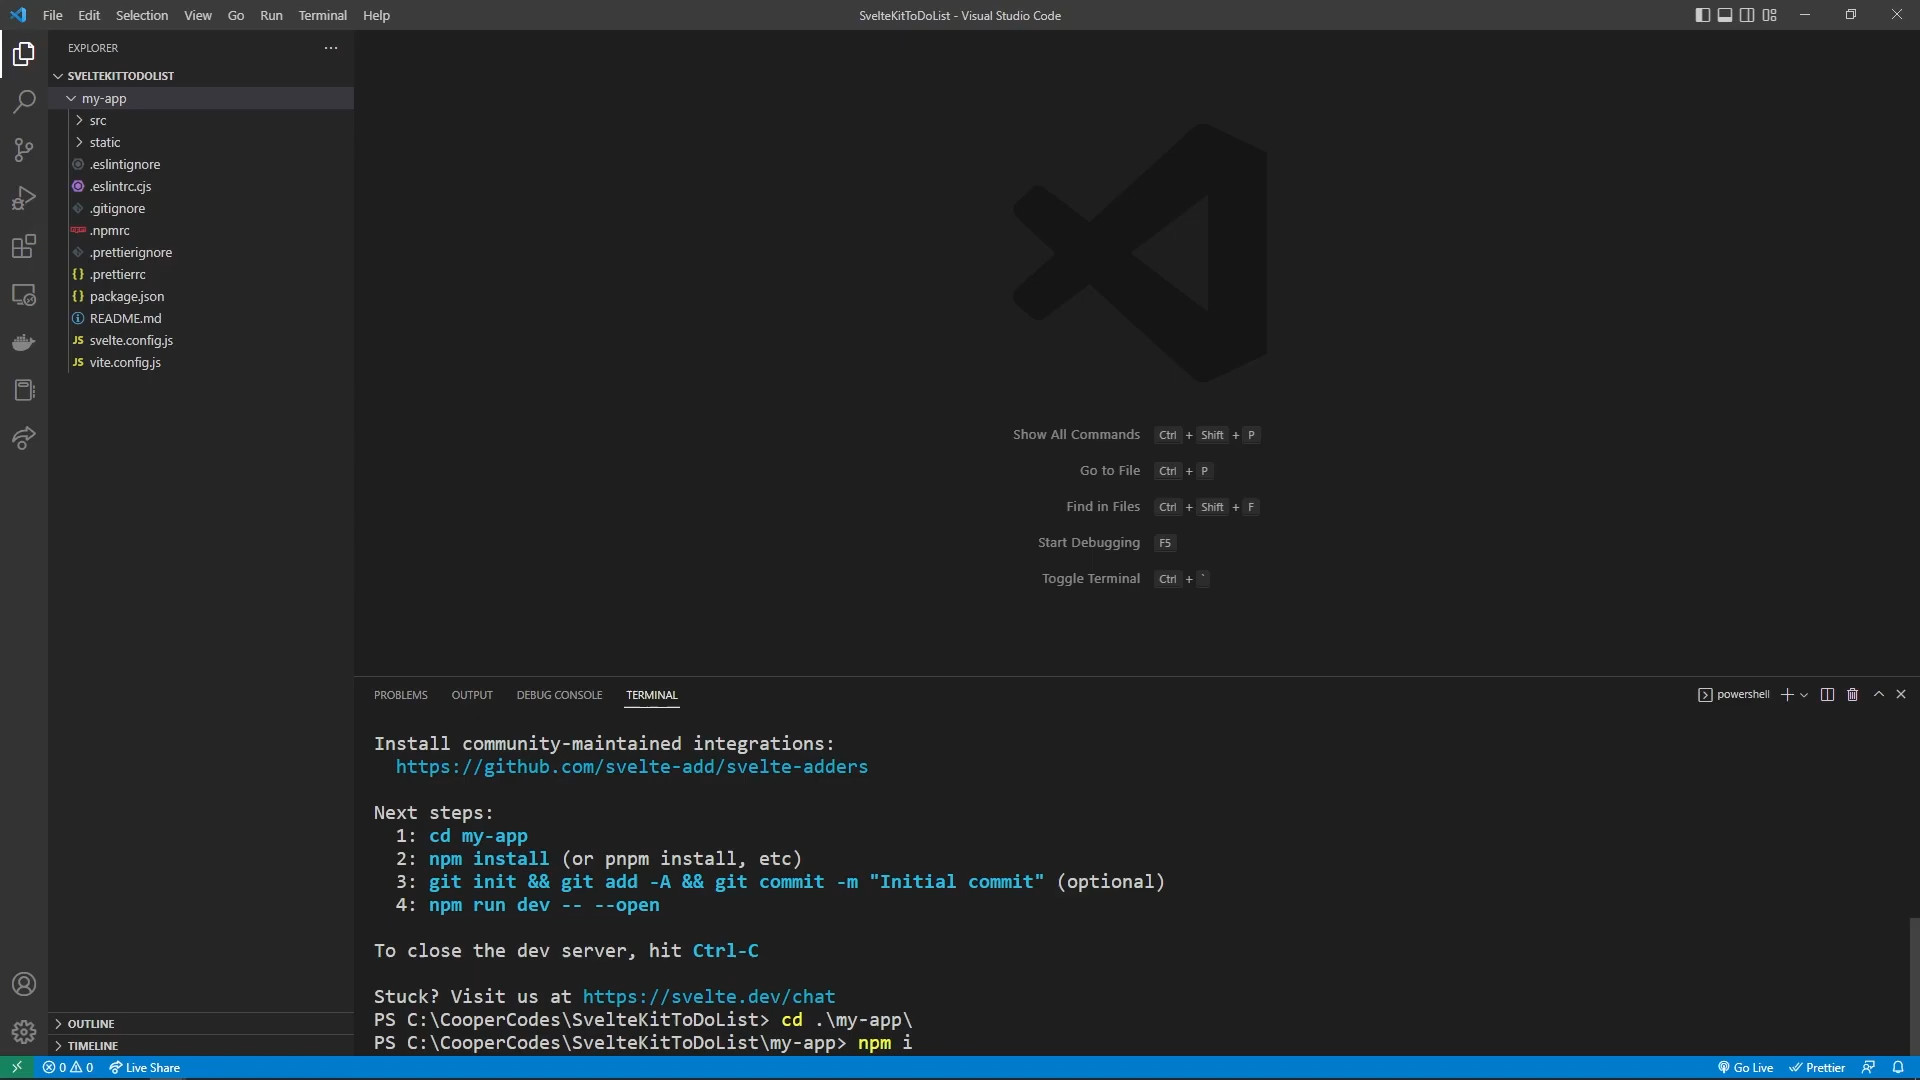 File Edit Selection View Go Run Terminal Help
SvelteKitToDoList - Visual Studio Code
EXPLORER
SVELTEKITTODOLIST
my-app
src
static
.eslintignore
.eslintrc.cjs
.gitignore
.npmrc
.prettierignore
.prettierrc
package.json
README.md
JS svelte.config.js
JS vite.config.js
OUTLINE
TIMELINE
Show All Commands Ctrl + Shift + P
Go to File Ctrl + P
Find in Files Ctrl + Shift + F
Start Debugging F5
Toggle Terminal Ctrl + `
PROBLEMS OUTPUT DEBUG CONSOLE TERMINAL
powershell
Install community-maintained integrations:
https://github.com/svelte-add/svelte-adders
Next steps:
1: cd my-app
2: npm install (or pnpm install, etc)
3: git init && git add -A && git commit -m "Initial commit" (optional)
4: npm run dev -- --open
To close the dev server, hit Ctrl-C
Stuck? Visit us at https://svelte.dev/chat
PS C:\CooperCodes\SvelteKitToDoList> cd .\my-app\
PS C:\CooperCodes\SvelteKitToDoList\my-app> npm i
0 0 Live Share
Go Live Prettier